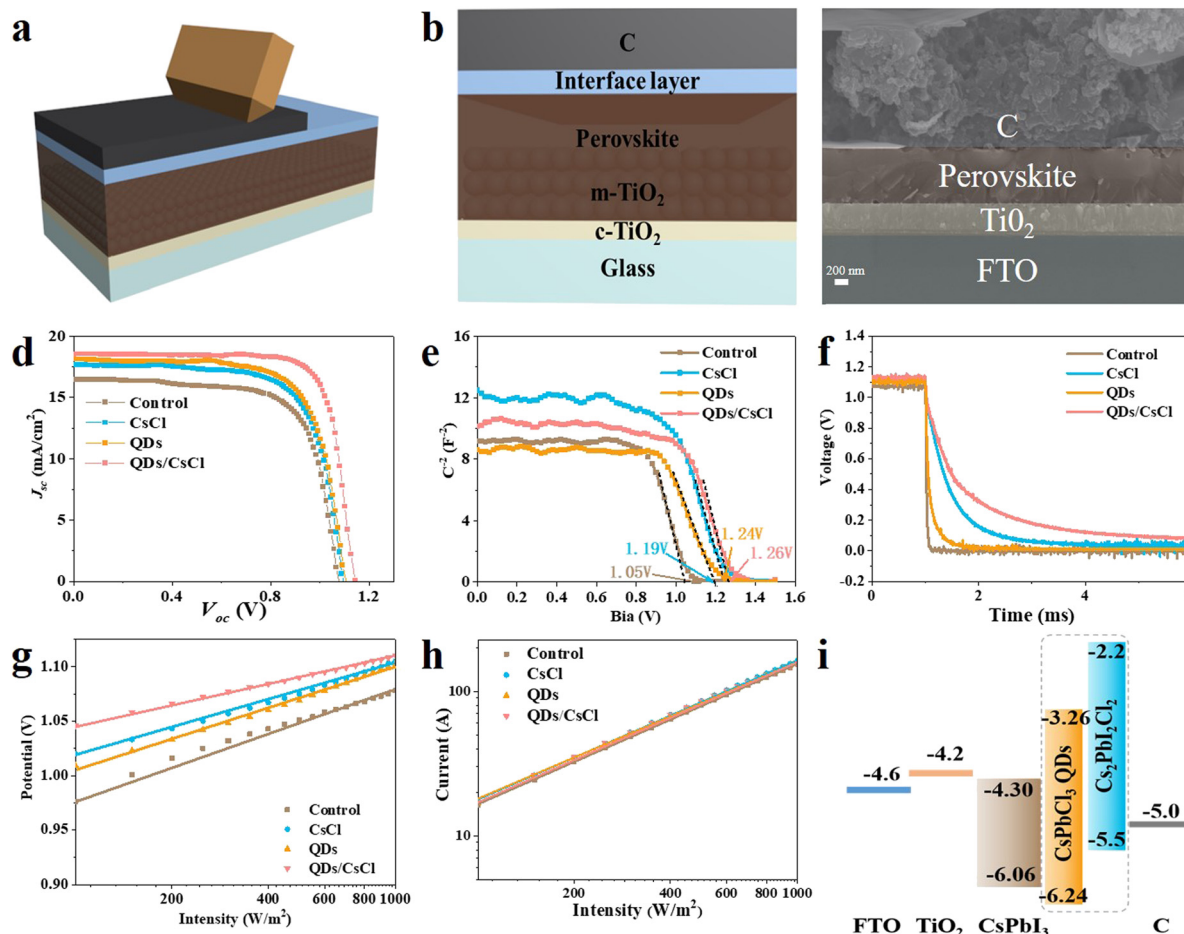 a
b
C
Interface layer
Perovskite
m-TiO₂
c-TiO₂
Glass
C
Perovskite
Ti0₂
FTO
200 nm
d
20
15
10
5
0
0.0
0.4
0.8
1.2
J_sc (mA/cm²)
V_oc (V)
Control
CsCl
QDs
QDs/CsCl
e
16
12
8
4
0
0.0 0.2 0.4 0.6 0.8 1.0 1.2 1.4 1.6
C⁻² (F⁻²)
Bia (V)
Control
CsCl
QDs
QDs/CsCl
1.24V
1.19V
1.26V
1.05V
f
1.4
1.2
1.0
0.8
0.6
0.4
0.2
0.0
-0.2
0 2 4
Voltage (V)
Time (ms)
Control
CsCl
QDs
QDs/CsCl
g
1.10
1.05
1.00
0.95
0.90
200 400 600 800 1000
Potential (V)
Intensity (W/m²)
Control
CsCl
QDs
QDs/CsCl
h
100
10
200 400 600 800 1000
Current (A)
Intensity (W/m²)
Control
CsCl
QDs
QDs/CsCl
i
-2.2
-3.26
-4.2
-4.6
-4.30
-5.0
-5.5
-6.06
-6.24
CsPbCl₃ QDs
Cs₂PbI₂Cl₂
FTO TiO₂ CsPbI₃ C